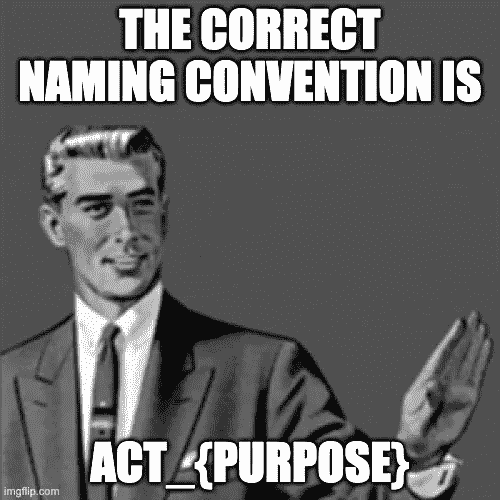 THE CORRECT
NAMING CONVENTION IS
ACT_{PURPOSE}
imgflip.com